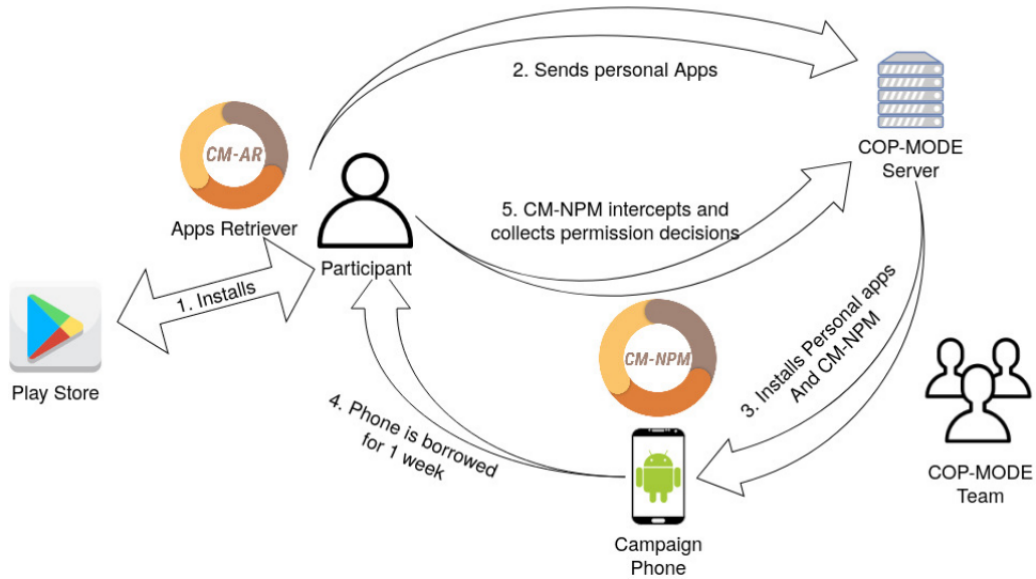 2. Sends personal Apps
COP-MODE
Server
CM-AR
Apps Retriever
Participant
5. CM-NPM intercepts and
collects permission decisions
1. Installs
Play Store
CM-NPM
3. Installs Personal apps
And CM-NPM
4. Phone is borrowed
for 1 week
COP-MODE
Team
Campaign
Phone